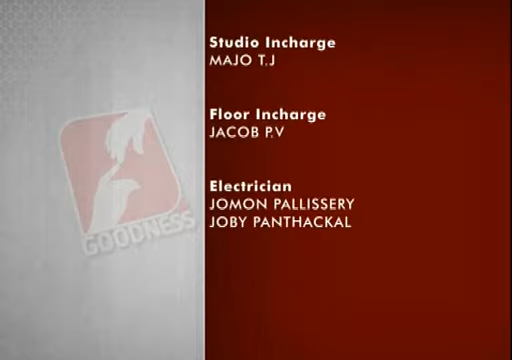 Studio Incharge
MAJO T.J
Floor Incharge
JACOB P.V
Electrician
JOMON PALLISSERY
JOBY PANTHACKAL
GOODNESS